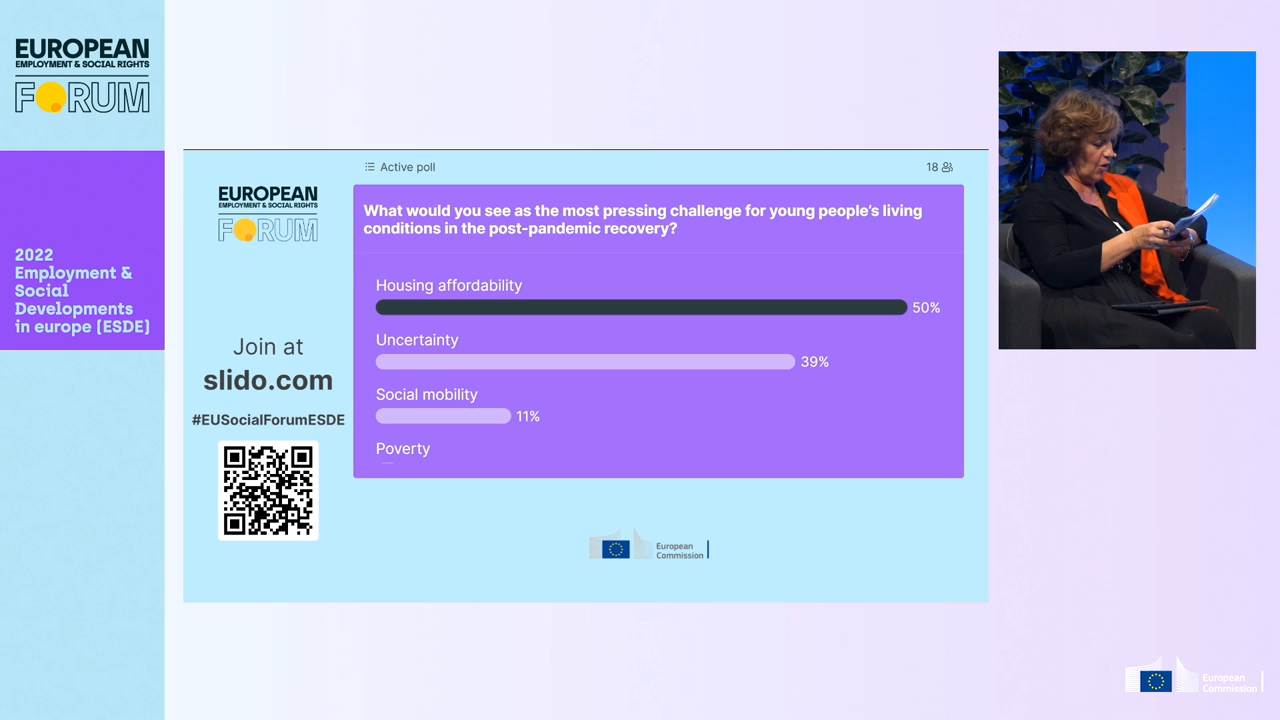 EUROPEAN
EMPLOYMENT & SOCIAL RIGHTS
FORUM
2022
Employment &
Social
Developments
in europe (ESDE)
EUROPEAN
EMPLOYMENT & SOCIAL RIGHTS
FORUM
Join at
slido.com
#EUSocialForumESDE
Active poll
18
What would you see as the most pressing challenge for young people's living
conditions in the post-pandemic recovery?
Housing affordability
50%
Uncertainty
39%
Social mobility
11%
Poverty
European
Commission
European
Commission